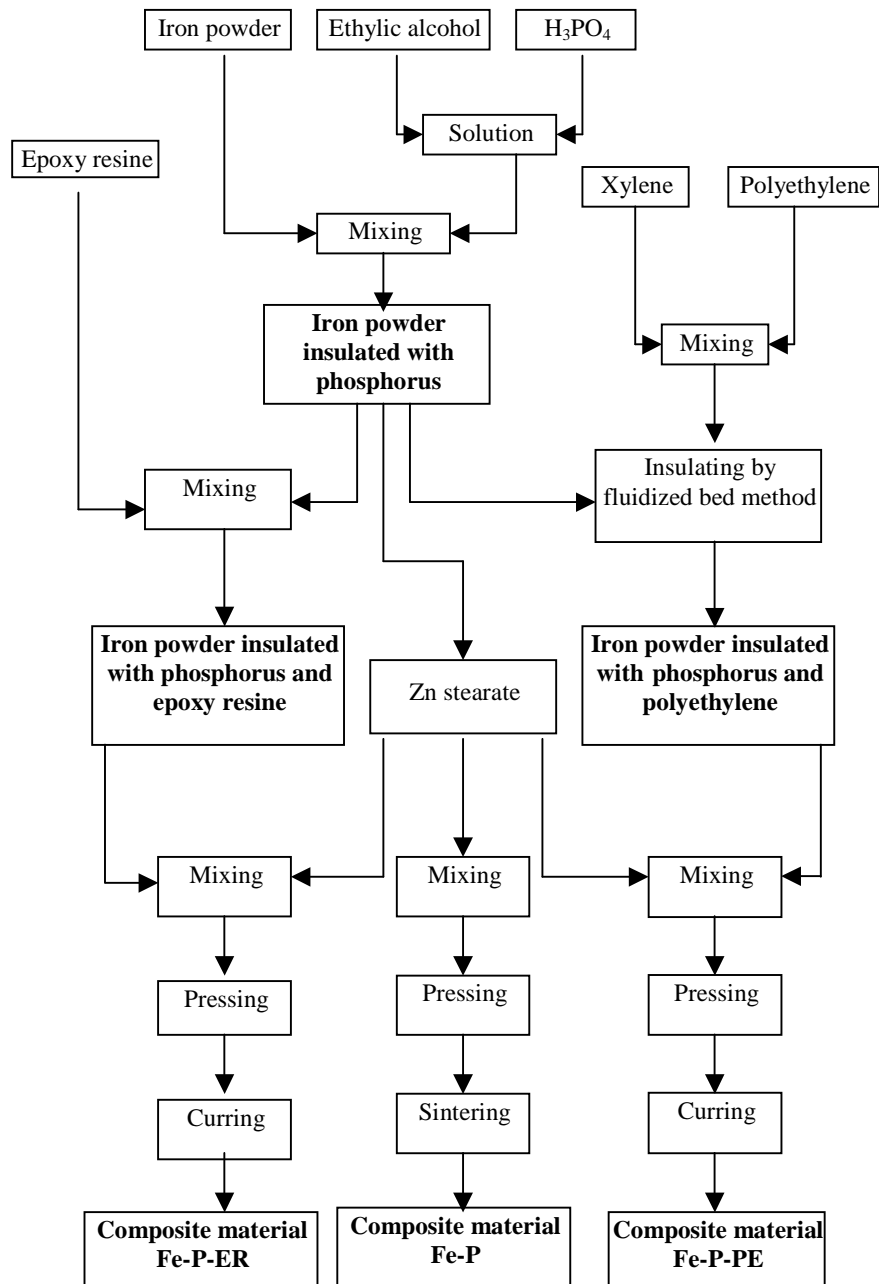 Iron powder
Ethylic alcohol
H₃PO₄
Solution
Epoxy resine
Xylene
Polyethylene
Mixing
Iron powder
insulated with
phosphorus
Mixing
Mixing
Insulating by
fluidized bed method
Iron powder insulated
with phosphorus and
epoxy resine
Zn stearate
Iron powder insulated
with phosphorus and
polyethylene
Mixing
Mixing
Mixing
Pressing
Pressing
Pressing
Curring
Sintering
Curring
Composite material
Fe-P-ER
Composite material
Fe-P
Composite material
Fe-P-PE